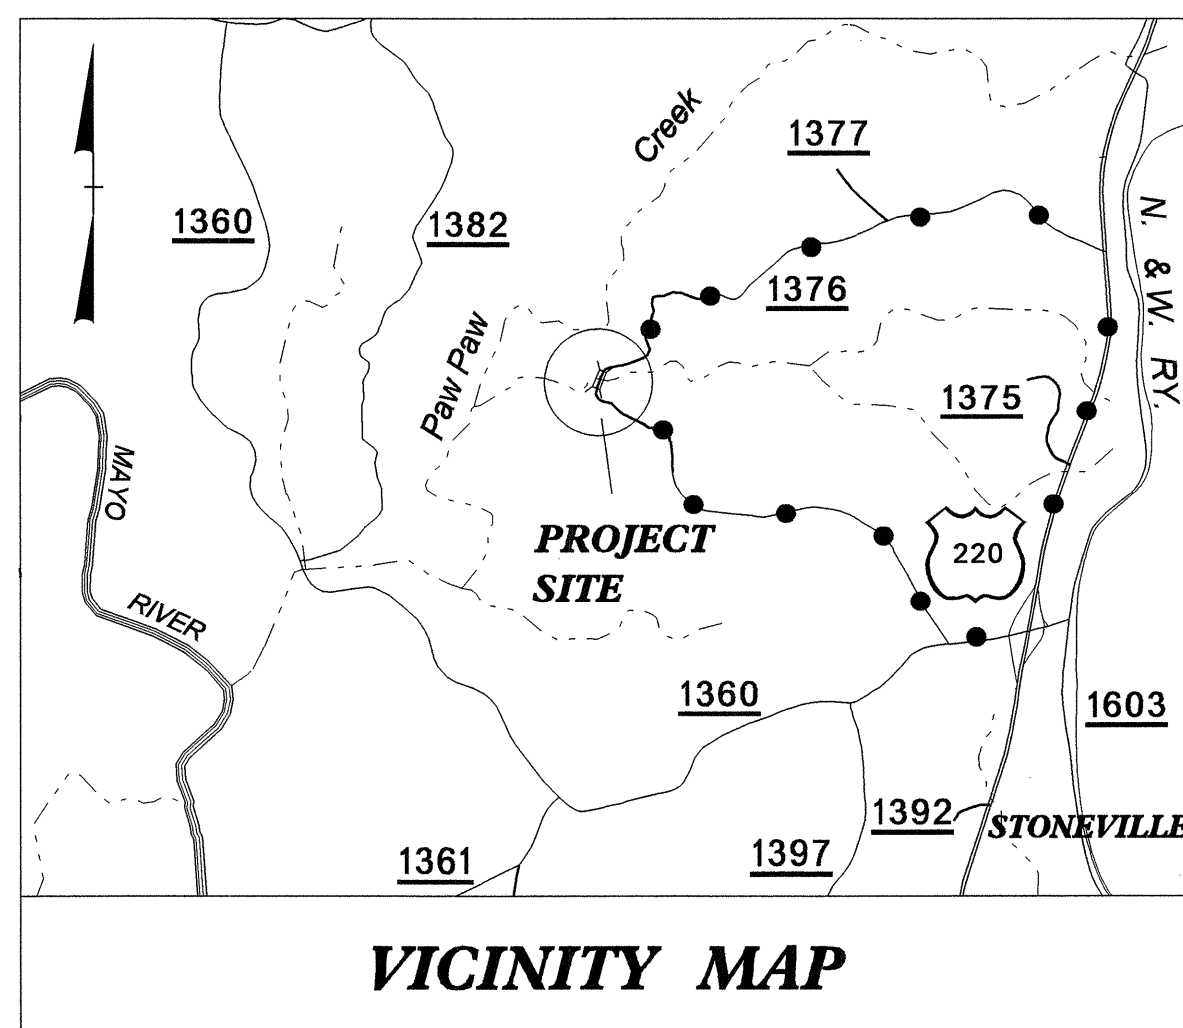 Creek
1377
1360
1382
N. & W. RY.
1376
Paw Paw
1375
MAYO
RIVER
PROJECT
SITE
220
1360
1603
1392
STONEVILLE
1397
1361
VICINITY MAP